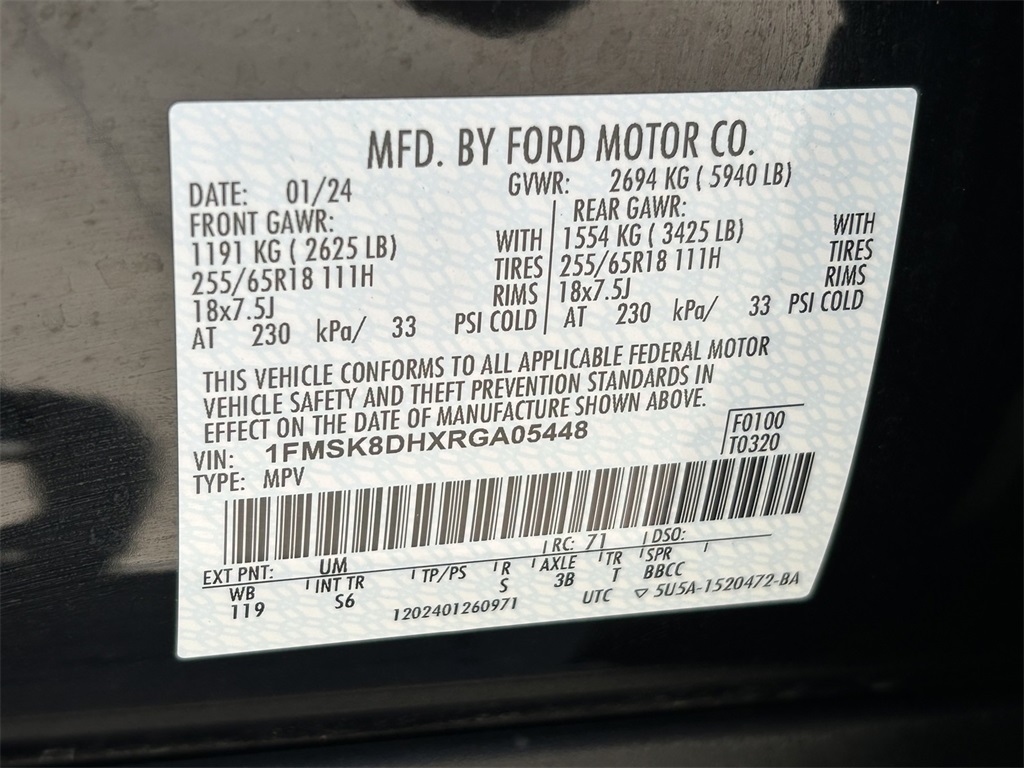 MFD. BY FORD MOTOR CO.
DATE: 01/24 GVWR: 2694 KG ( 5940 LB)
FRONT GAWR: REAR GAWR:
1191 KG ( 2625 LB) WITH 1554 KG ( 3425 LB) WITH
255/65R18 111H TIRES 255/65R18 111H TIRES
18x7.5J RIMS 18x7.5J RIMS
AT 230 kPa/ 33 PSI COLD AT 230 kPa/ 33 PSI COLD
THIS VEHICLE CONFORMS TO ALL APPLICABLE FEDERAL MOTOR
VEHICLE SAFETY AND THEFT PREVENTION STANDARDS IN
EFFECT ON THE DATE OF MANUFACTURE SHOWN ABOVE.
VIN: 1FMSK8DHXRGA05448 F0100
TYPE: MPV T0320
EXT PNT: UM RC: 71 DSO:
WB INT TR TP/PS R AXLE TR SPR
119 S6 S 3B T BBCC
1202401260971 UTC ▽ 5U5A-1520472-BA